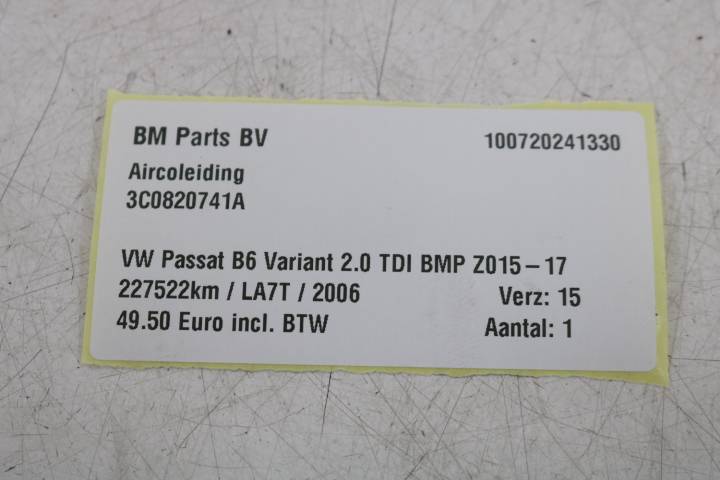 BM Parts BV 100720241330
Aircoleiding
3C0820741A
VW Passat B6 Variant 2.0 TDI BMP Z015-17
227522km / LA7T / 2006 Verz: 15
49.50 Euro incl. BTW Aantal: 1